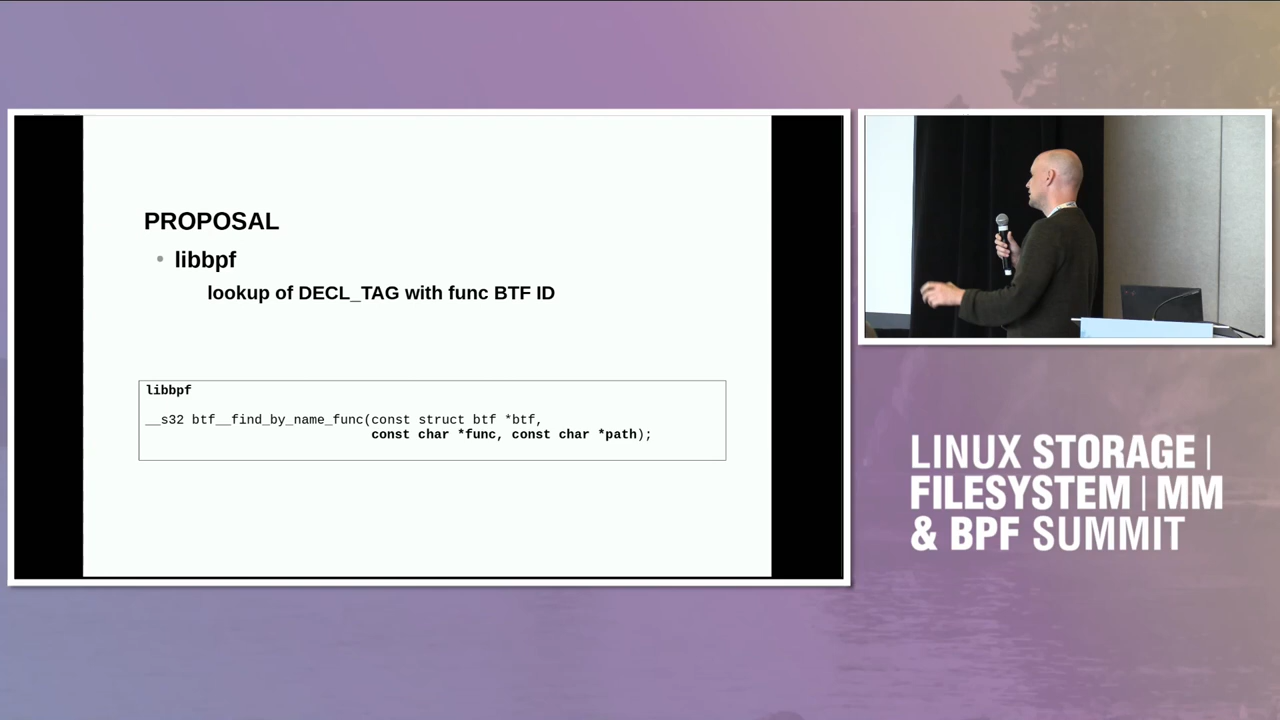 PROPOSAL
• libbpf
lookup of DECL_TAG with func BTF ID
libbpf
__s32 btf__find_by_name_func(const struct btf *btf,
const char *func, const char *path);
LINUX STORAGE |
FILESYSTEM | MM
& BPF SUMMIT